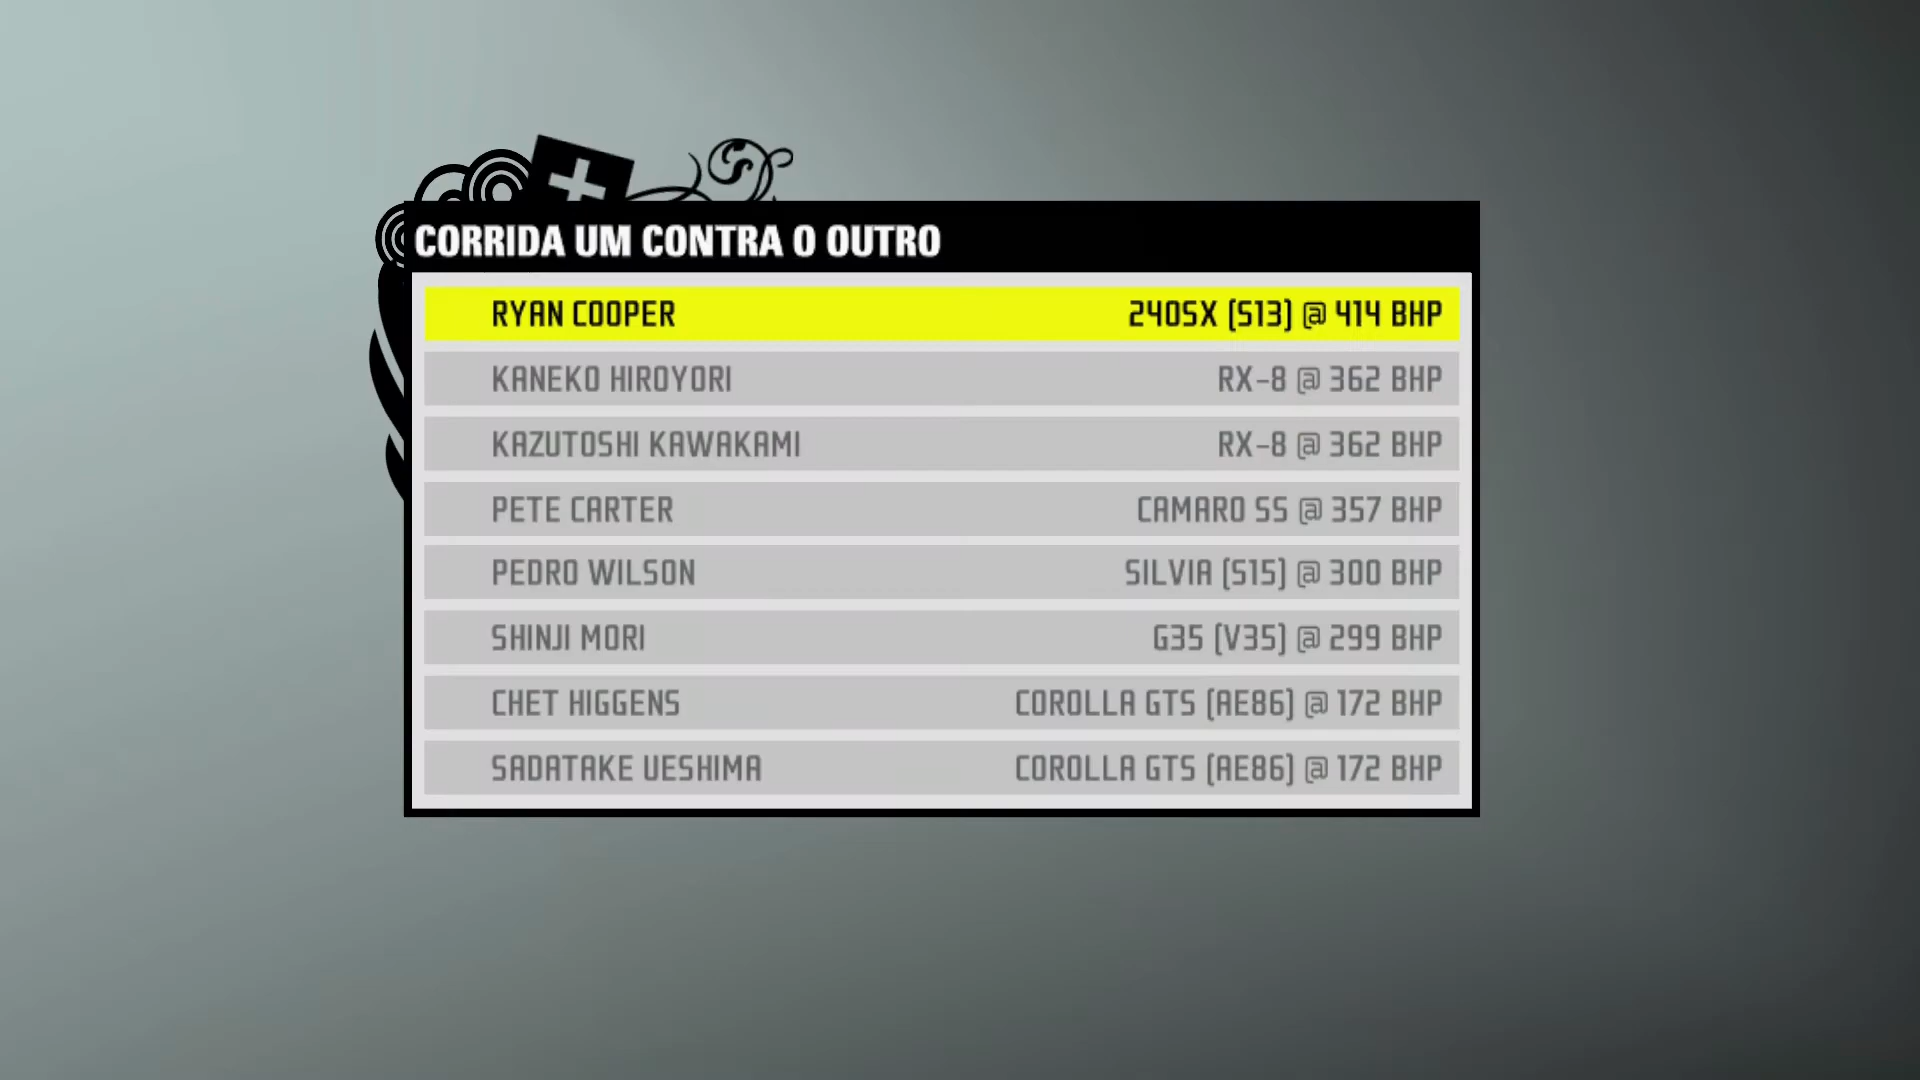 CORRIDA UM CONTRA O OUTRO
RYAN COOPER 240SX (S13) @ 414 BHP
KANEKO HIROYORI RX-8 @ 362 BHP
KAZUTOSHI KAWAKAMI RX-8 @ 362 BHP
PETE CARTER CAMARO SS @ 357 BHP
PEDRO WILSON SILVIA (S15) @ 300 BHP
SHINJI MORI G35 (V35) @ 299 BHP
CHET HIGGENS COROLLA GTS (AE86) @ 172 BHP
SADATAKE UESHIMA COROLLA GTS (AE86) @ 172 BHP